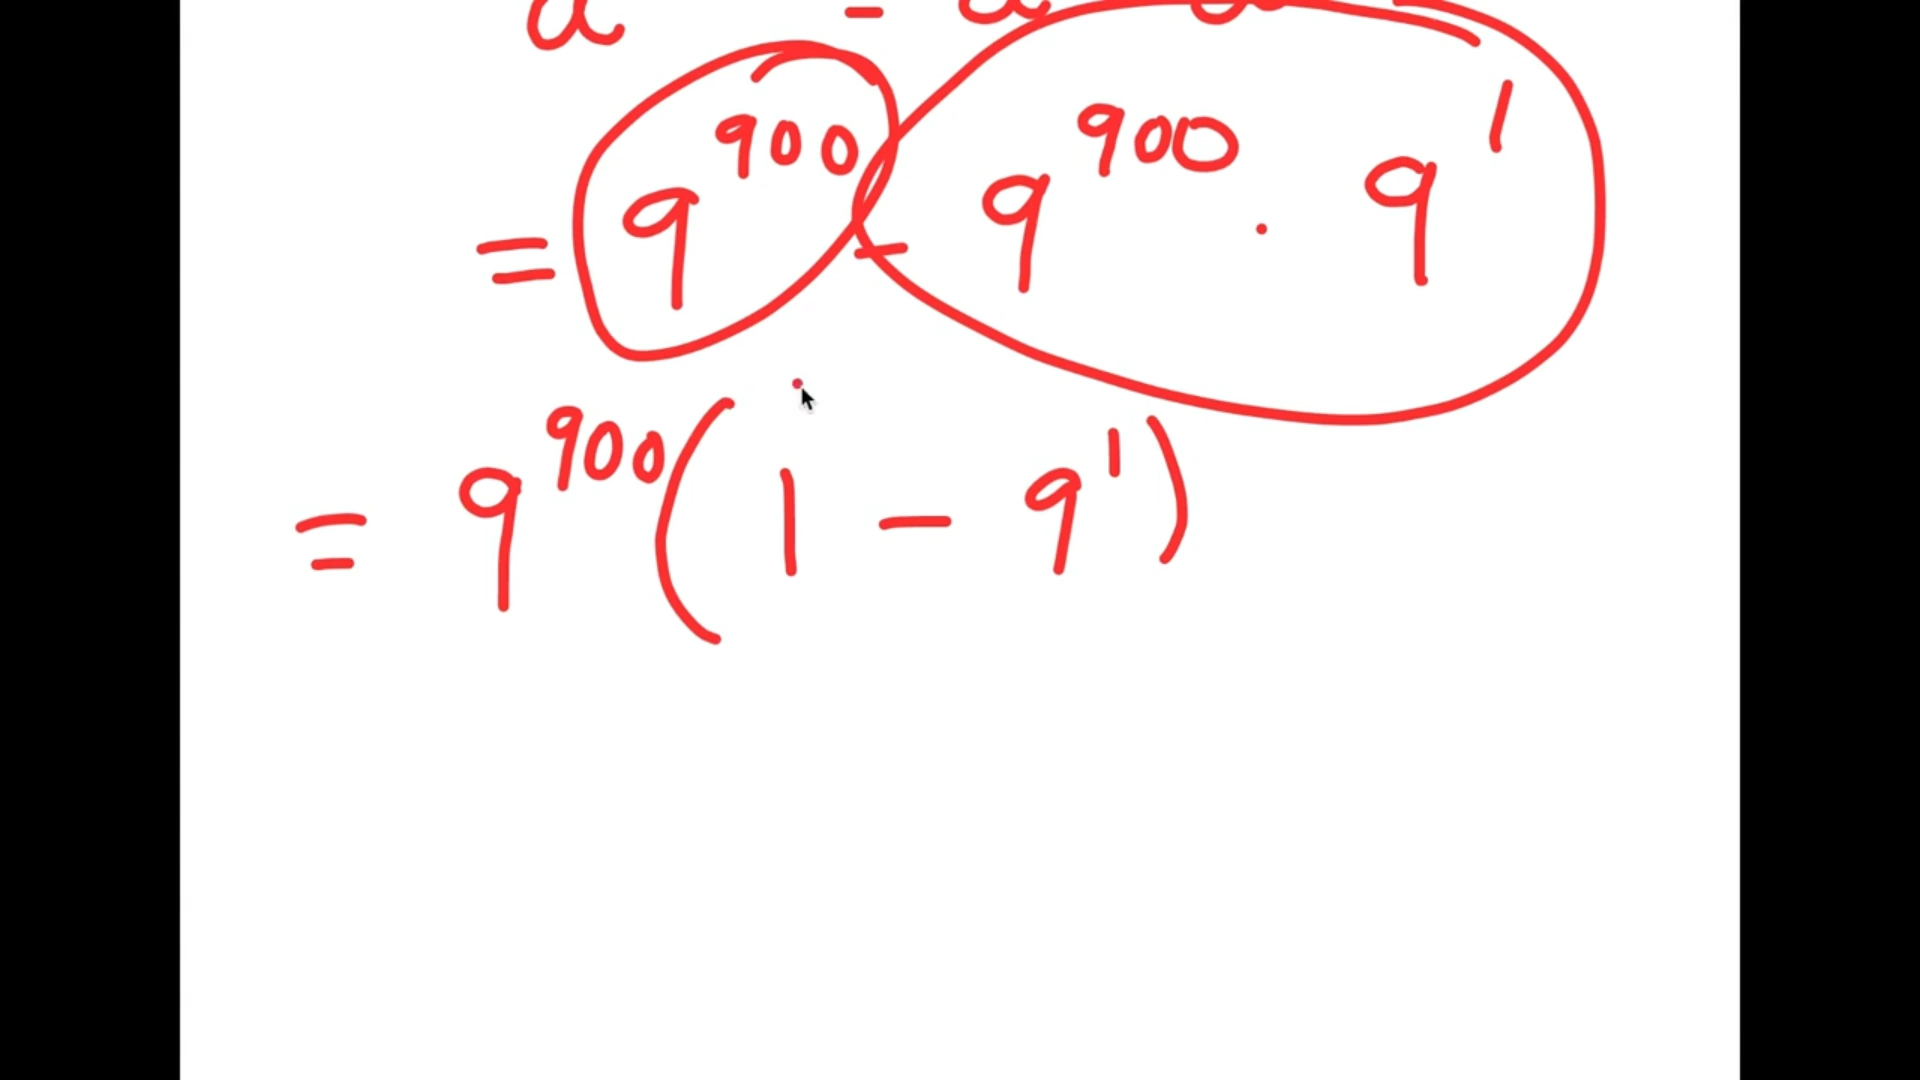 = 9^900 - 9^900 · 9^1
= 9^900 (1 - 9^1)